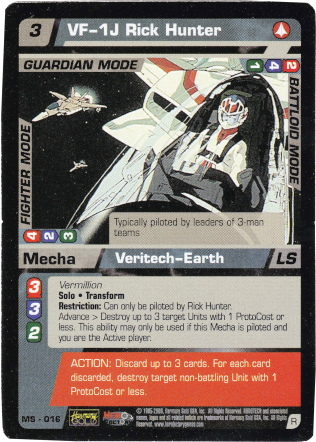 3 VF-1J Rick Hunter
GUARDIAN MODE
1 4 2
BATTLOID MODE
FIGHTER MODE
4 2 3
Typically piloted by leaders of 3-man
teams
Mecha Veritech-Earth LS
3
3
2
Vermillion
Solo • Transform
Restriction: Can only be piloted by Rick Hunter.
Advance > Destroy up to 3 target Units with 1 ProtoCost or
less. This ability may only be used if this Mecha is piloted and
you are the Active player.
ACTION: Discard up to 3 cards. For each card
discarded, destroy target non-battling Unit with 1
ProtoCost or less.
MS - 016
Harmony
GOLD
R